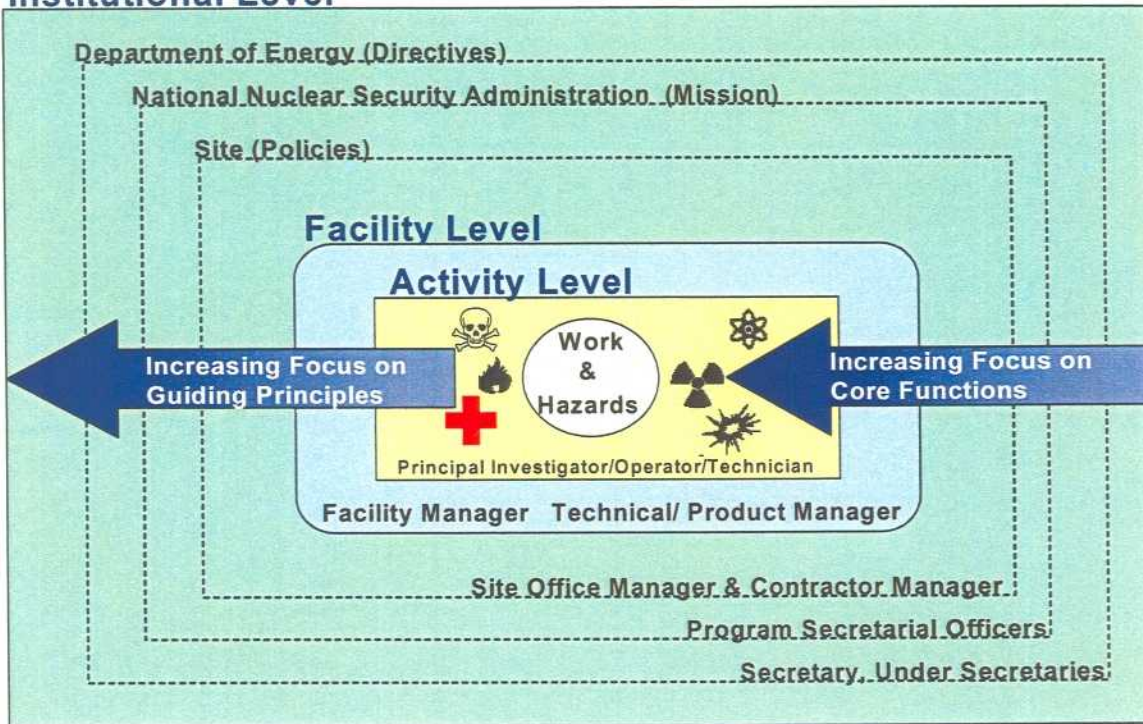 Institutional Level
Department of Energy (Directives)
National Nuclear Security Administration (Mission)
Site (Policies)
Facility Level
Activity Level
Increasing Focus on
Guiding Principles
Work
&
Hazards
Increasing Focus on
Core Functions
Principal Investigator/Operator/Technician
Facility Manager Technical/ Product Manager
Site Office Manager & Contractor Manager
Program Secretarial Officers
Secretary, Under Secretaries